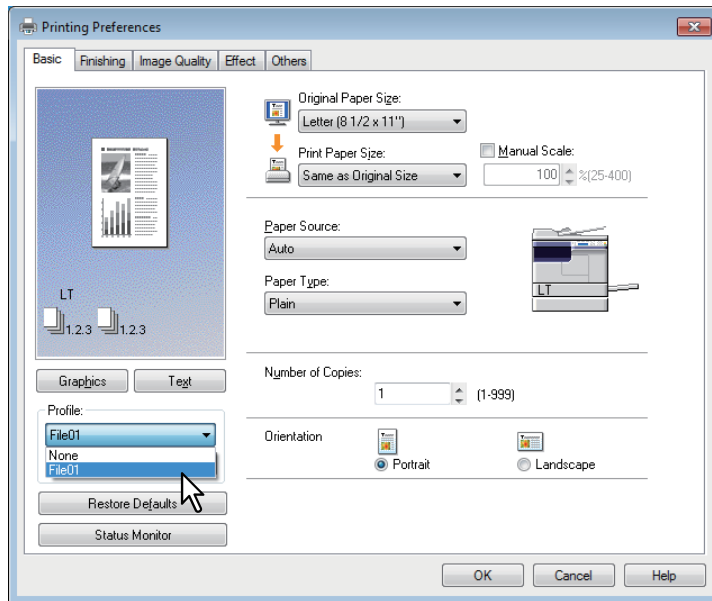 Printing Preferences
Basic Finishing Image Quality Effect Others
LT
1.2.3 1.2.3
Graphics Text
Profile:
File01
None
File01
Restore Defaults
Status Monitor
Original Paper Size:
Letter (8 1/2 x 11")
Print Paper Size:
Same as Original Size
Manual Scale:
100 %(25-400)
Paper Source:
Auto
Paper Type:
Plain
LT
Number of Copies:
1 (1-999)
Orientation
Portrait Landscape
OK Cancel Help